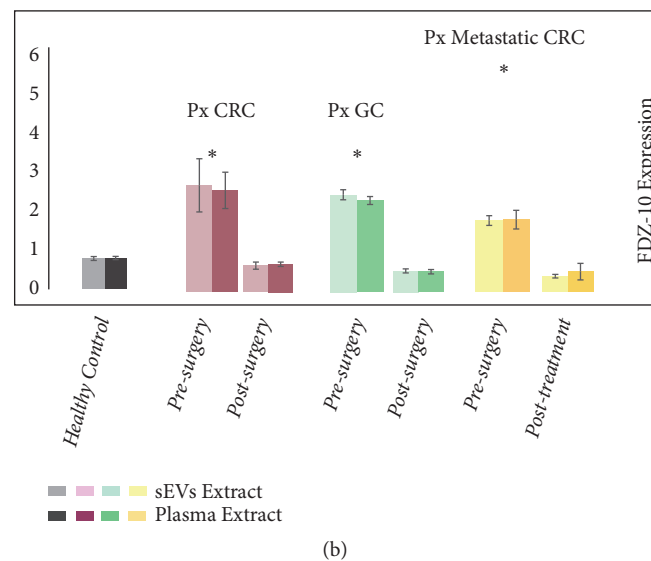 Px Metastatic CRC
*
Px CRC
Px GC
*
*
6
5
4
3
2
1
0
FDZ-10 Expression
Healthy Control
Pre-surgery
Post-surgery
Pre-surgery
Post-surgery
Pre-surgery
Post-treatment
sEVs Extract
Plasma Extract
(b)